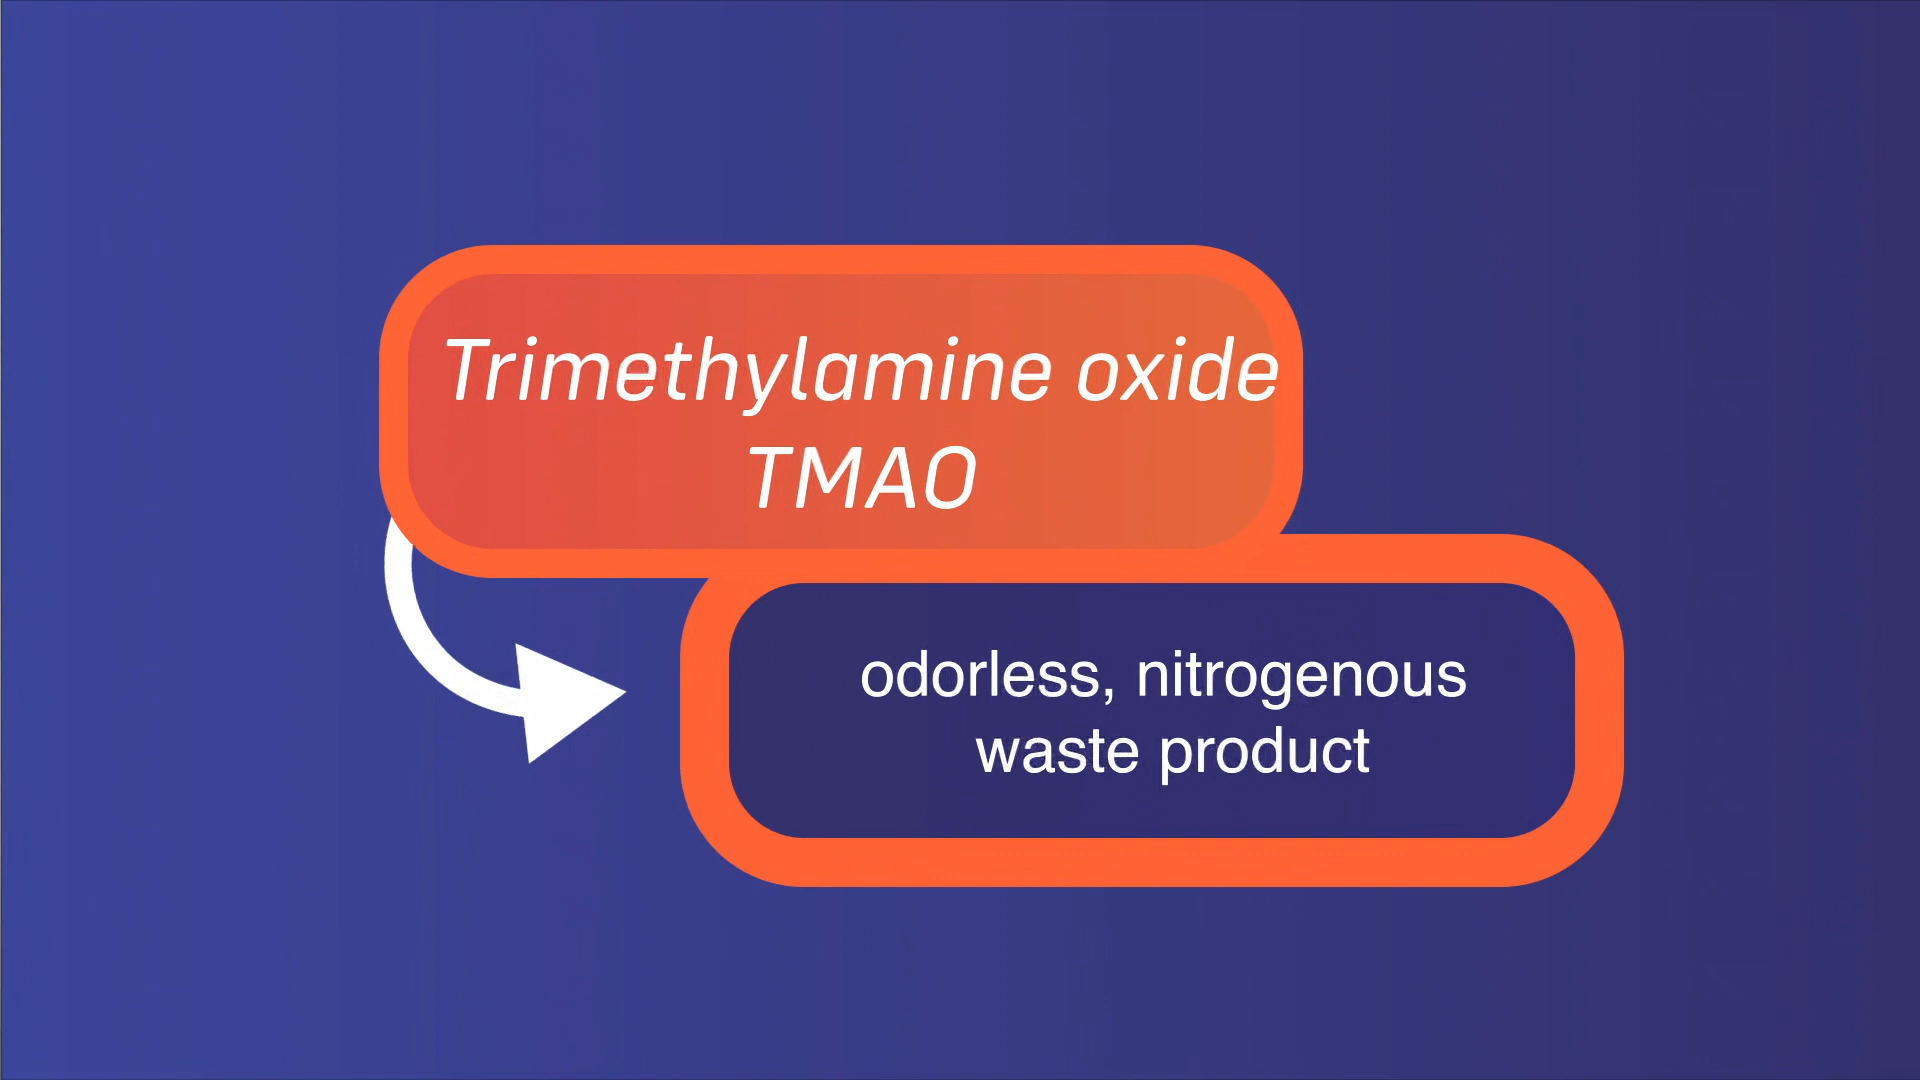 Trimethylamine oxide
TMAO
odorless, nitrogenous
waste product